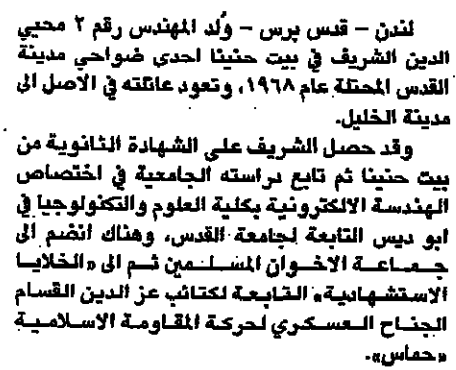 لندن – قدس برس – وُلد المهندس رقم ٢ محيي
الدين الشريف في بيت حنينا احدى ضواحي مدينة
القدس المحتلة عام ١٩٦٨، وتعود عائلته في الاصل الى
مدينة الخليل.
وقد حصل الشريف على الشهادة الثانوية من
بيت حنينا ثم تابع دراسته الجامعية في اختصاص
الهندسة الالكترونية بكلية العلوم والتكنولوجيا في
ابو ديس التابعة لجامعة القدس، وهناك انضم الى
جماعة الاخوان المسلمين ثم الى «الخلايا
الاستشهادية» التابعة لكتائب عز الدين القسام
الجناح العسكري لحركة المقاومة الاسلامية
«حماس».